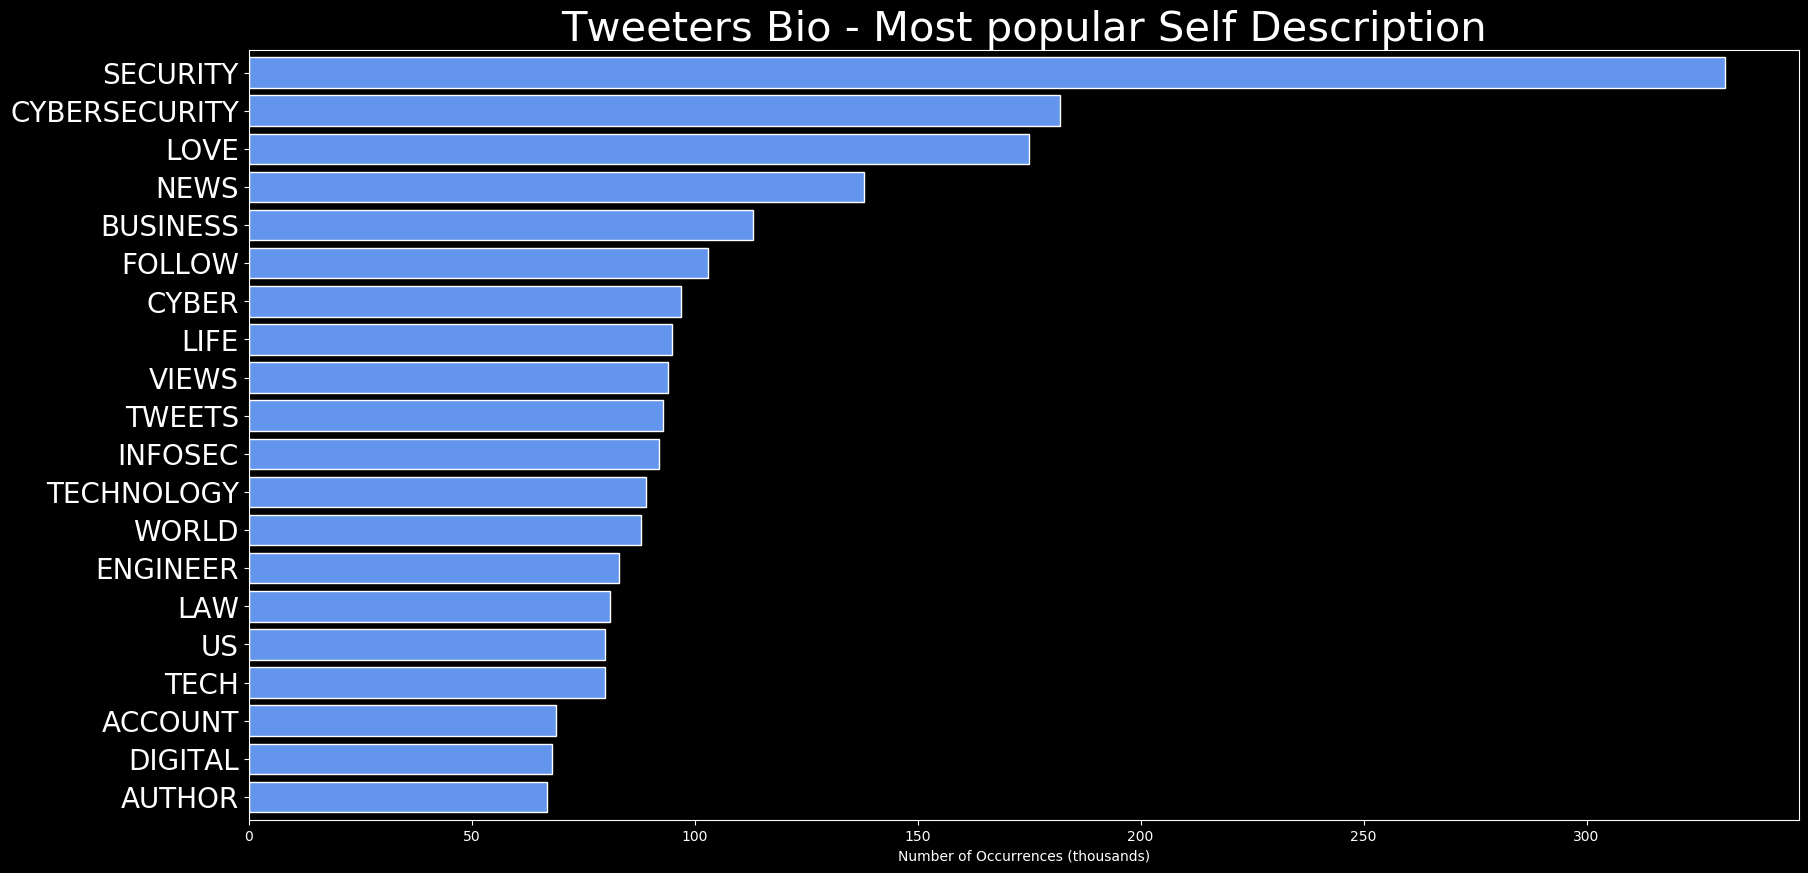 Tweeters Bio - Most popular Self Description
SECURITY
CYBERSECURITY
LOVE
NEWS
BUSINESS
FOLLOW
CYBER
LIFE
VIEWS
TWEETS
INFOSEC
TECHNOLOGY
WORLD
ENGINEER
LAW
US
TECH
ACCOUNT
DIGITAL
AUTHOR
0 50 100 150 200 250 300
Number of Occurrences (thousands)